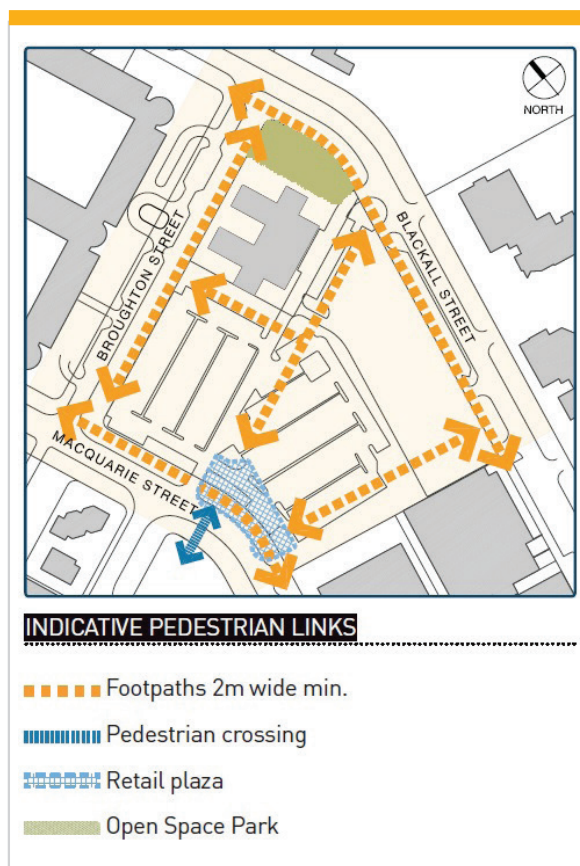 NORTH
BROUGHTON STREET
BLACKALL STREET
MACQUARIE STREET
INDICATIVE PEDESTRIAN LINKS
Footpaths 2m wide min.
Pedestrian crossing
Retail plaza
Open Space Park